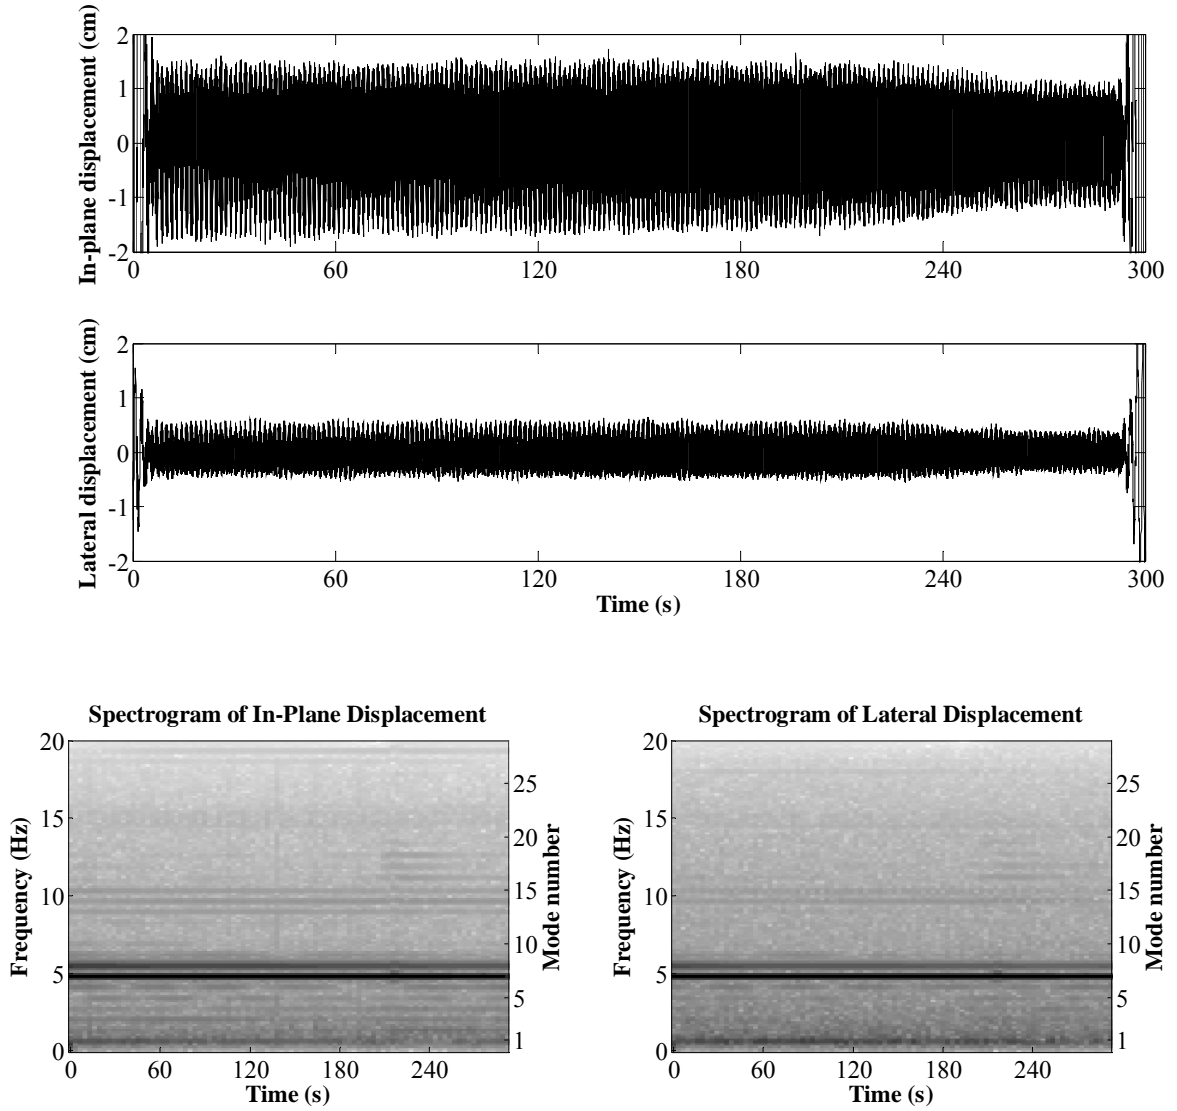 In-plane displacement (cm)
2
1
0
-1
-2
0 60 120 180 240 300
Lateral displacement (cm)
2
1
0
-1
-2
0 60 120 180 240 300
Time (s)
Spectrogram of In-Plane Displacement
Frequency (Hz)
20
15
10
5
0
25
20
15
10
5
1
Mode number
0 60 120 180 240
Time (s)
Spectrogram of Lateral Displacement
Frequency (Hz)
20
15
10
5
0
25
20
15
10
5
1
Mode number
0 60 120 180 240
Time (s)